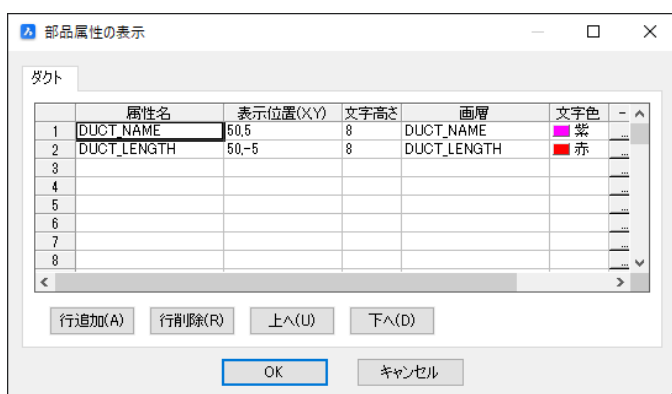 部品属性の表示
ダクト
属性名 表示位置(X,Y) 文字高さ 画層 文字色 -
1 DUCT_NAME 50,5 8 DUCT_NAME 紫 ...
2 DUCT_LENGTH 50,-5 8 DUCT_LENGTH 赤 ...
3 ...
4 ...
5 ...
6 ...
7 ...
8 ...
行追加(A) 行削除(R) 上へ(U) 下へ(D)
OK キャンセル